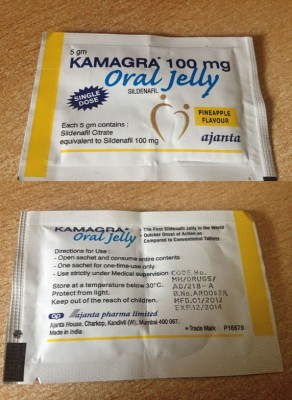 5 gm
KAMAGRA® 100 mg
Oral Jelly
SILDENAFIL
SINGLE
DOSE
PINEAPPLE
FLAVOUR
Each 5 gm contains :
Sildenafil Citrate
equivalent to Sildenafil 100 mg
ajanta
KAMAGRA®
Oral Jelly
- The First Sildenafil Jelly in the World
- Quicker Onset of Action as
Compared to Conventional Tablets.
Directions for Use :
- Open sachet and consume entire contents
- One sachet for one-time-use only
- Use strictly under Medical supervision
Store at a temperature below 30°C.
Protect from light.
Keep out of the reach of children.
CODE No.
MH/DRUGS/
AD/218-A
MFD.01/2012
EXP.12/2014
ap ajanta pharma limited
Ajanta House, Charkop, Kandivli (W), Mumbai 400 067.
Made in India
• Trade Mark
P16679